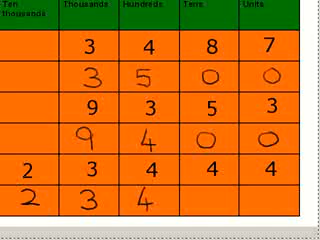 Ten thousands Thousands Hundreds Tens Units
3 4 8 7
3 5 0 0
9 3 5 3
9 4 0 0
2 3 4 4 4
2 3 4